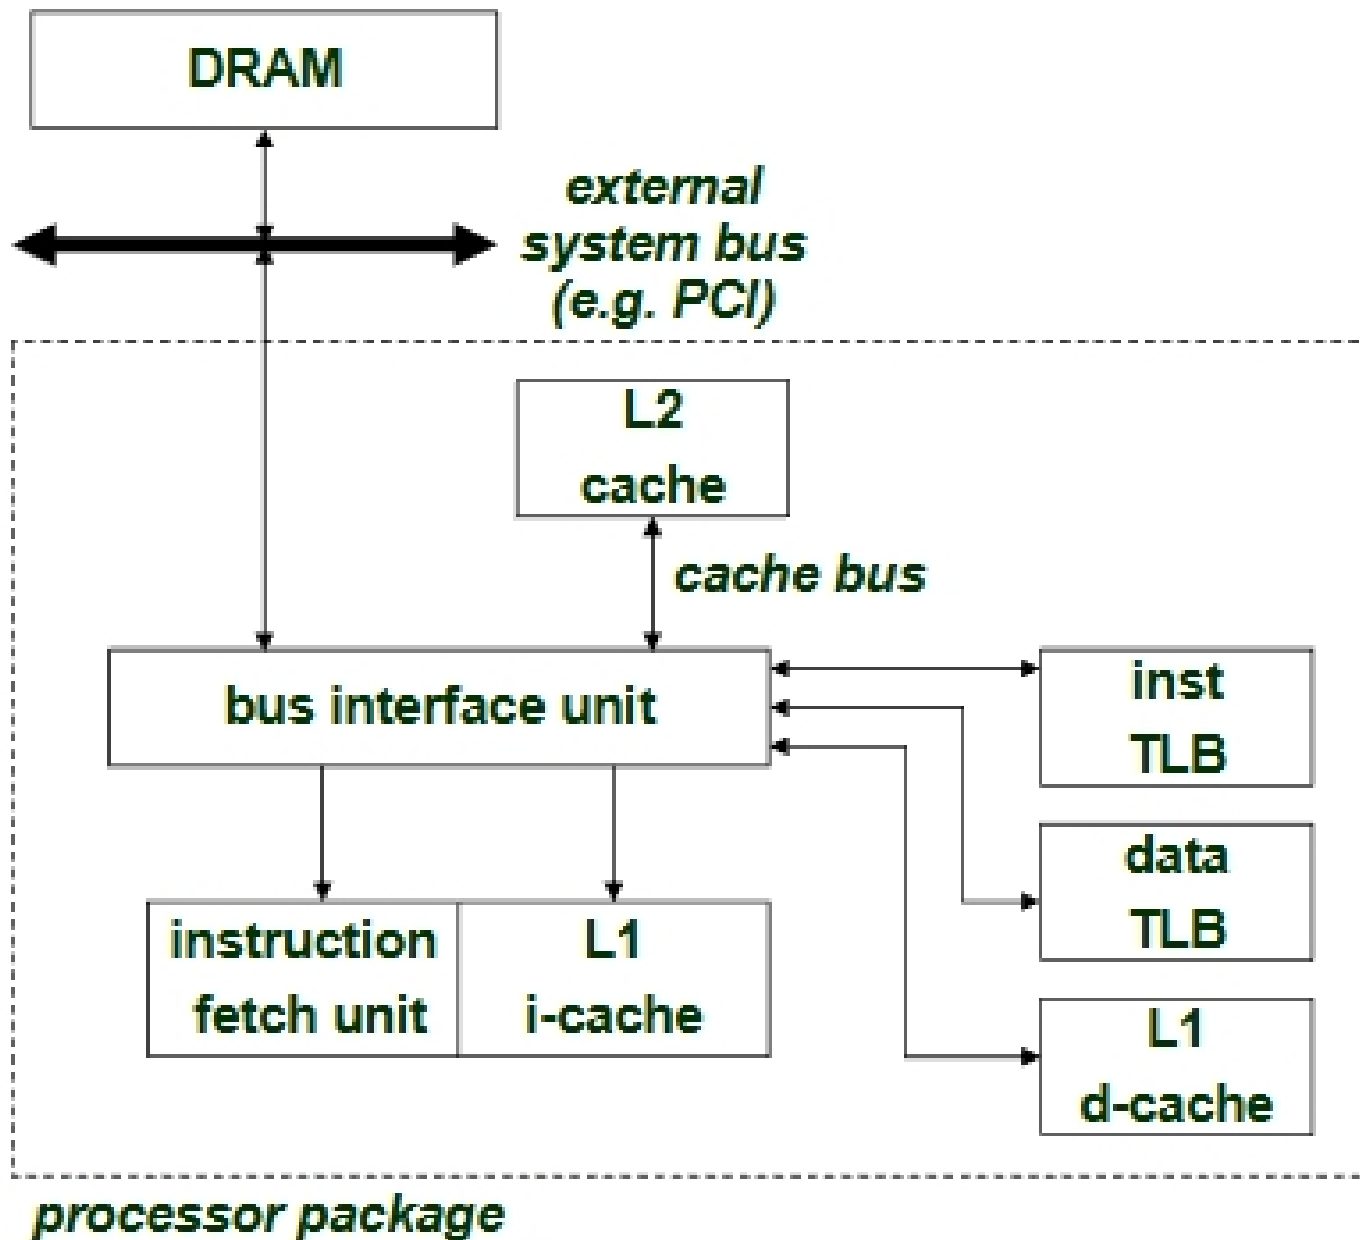 DRAM
external
system bus
(e.g. PCI)
L2
cache
cache bus
bus interface unit
inst
TLB
data
TLB
instruction
fetch unit
L1
i-cache
L1
d-cache
processor package